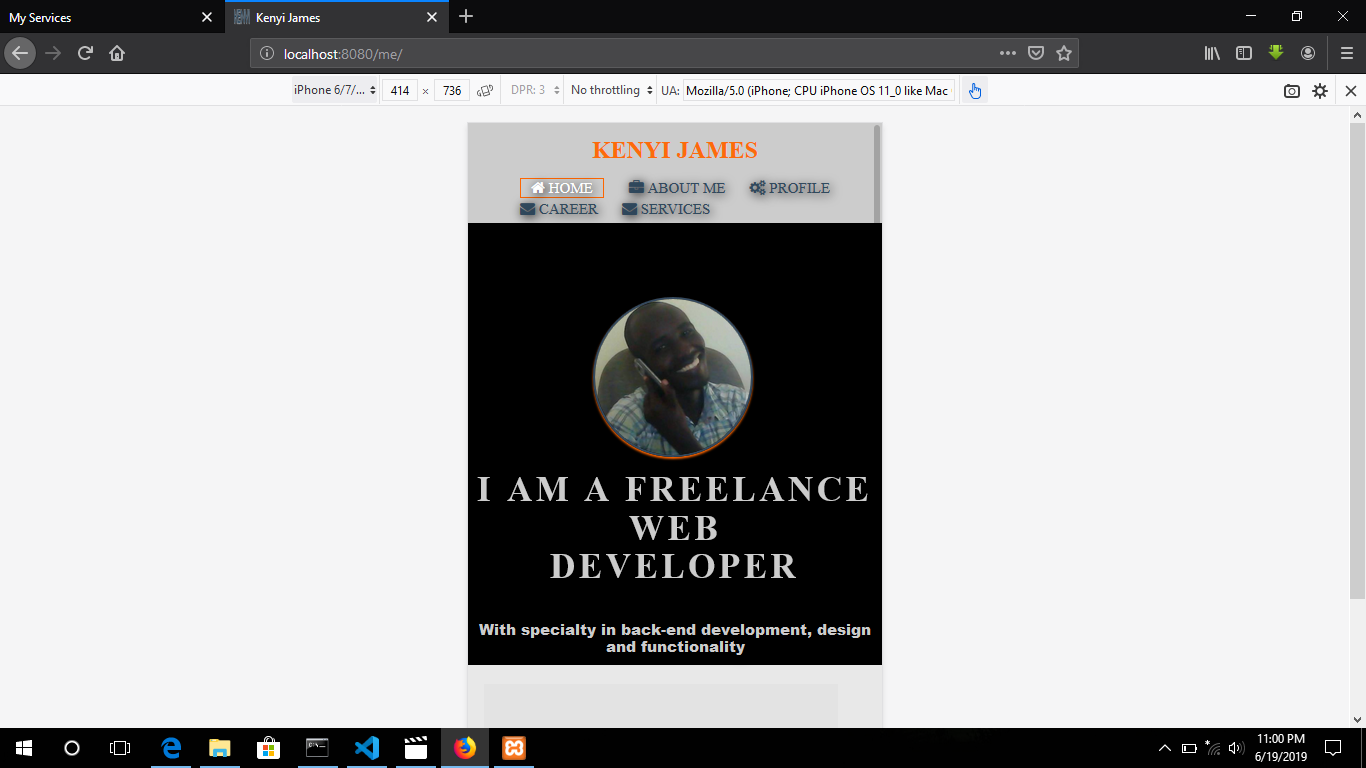 My Services
Kenyi James
localhost:8080/me/
iPhone 6/7/... 414 × 736 DPR: 3 No throttling UA: Mozilla/5.0 (iPhone; CPU iPhone OS 11_0 like Mac
KENYI JAMES
HOME ABOUT ME PROFILE
CAREER SERVICES
I AM A FREELANCE
WEB
DEVELOPER
With specialty in back-end development, design
and functionality
11:00 PM
6/19/2019